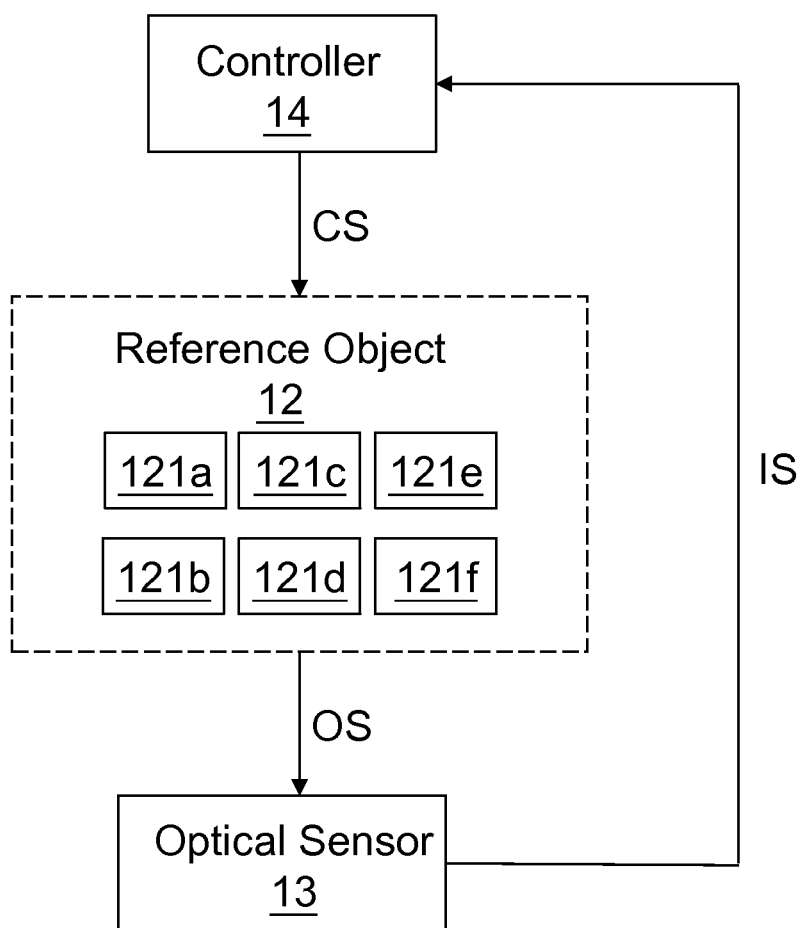 Controller
14
CS
Reference Object
12
121a 121c 121e
121b 121d 121f
IS
OS
Optical Sensor
13